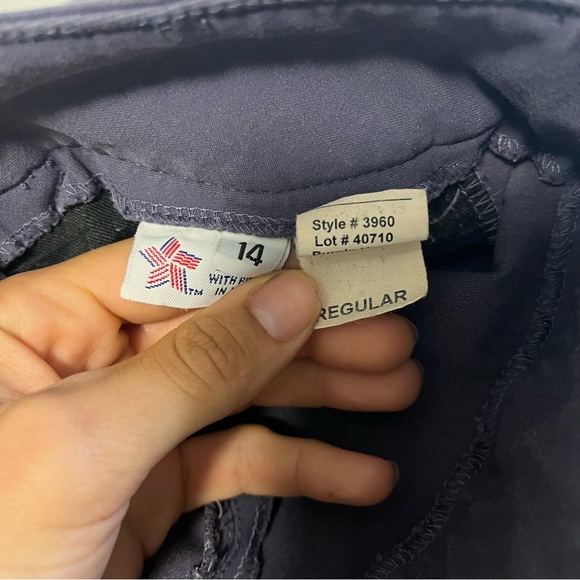 14
WITH
IN
TM
Style # 3960
Lot # 40710
REGULAR